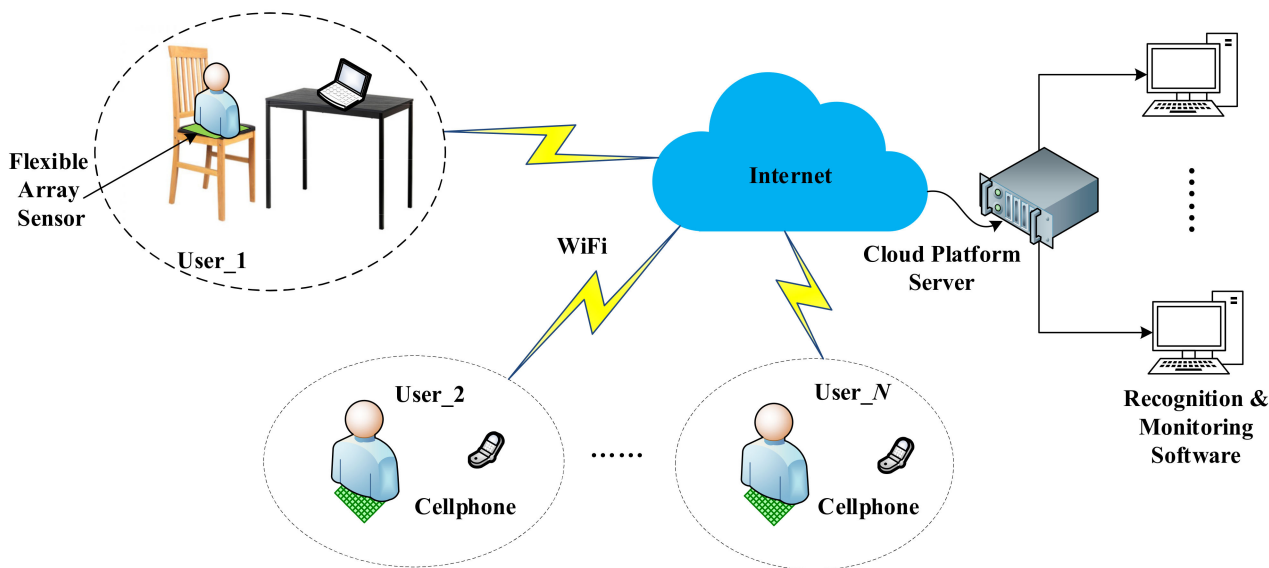 Flexible
Array
Sensor
User_1
WiFi
Internet
Cloud Platform
Server
User_2
Cellphone
......
User_N
Cellphone
Recognition &
Monitoring
Software